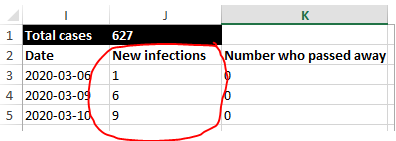 I J K
1 Total cases 627
2 Date New infections Number who passed away
3 2020-03-06 1 0
4 2020-03-09 6 0
5 2020-03-10 9 0